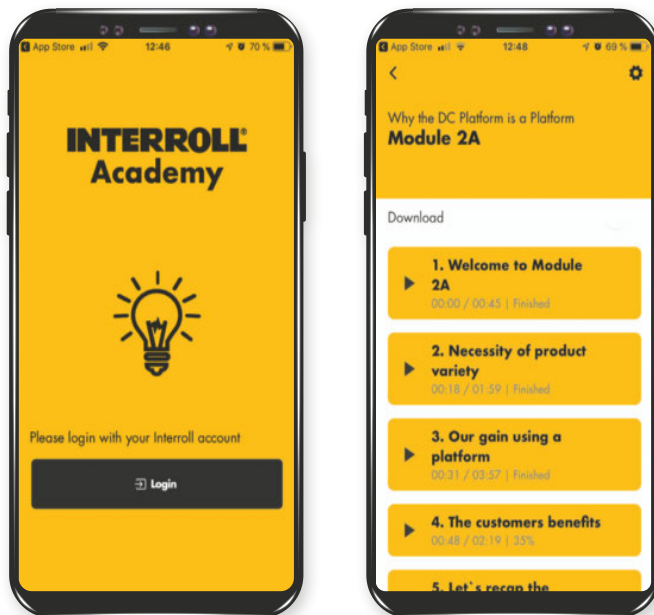 App Store 12:46 70 %
INTERROLL®
Academy
Please login with your Interroll account
Login
App Store 12:48 69 %
Why the DC Platform is a Platform
Module 2A
Download
1. Welcome to Module
2A
00:00 / 00:45 | Finished
2. Necessity of product
variety
00:18 / 01:59 | Finished
3. Our gain using a
platform
00:31 / 03:57 | Finished
4. The customers benefits
00:48 / 02:19 | 35%
5. Let`s recap the